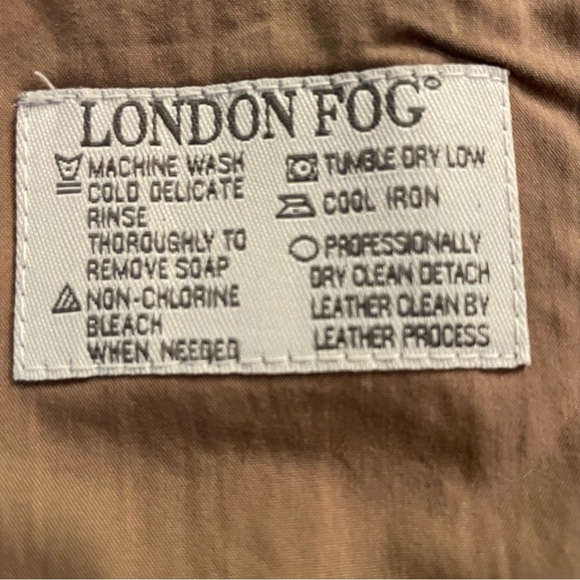 LONDON FOG®
MACHINE WASH
COLD DELICATE
RINSE
THOROUGHLY TO
REMOVE SOAP
NON-CHLORINE
BLEACH
WHEN NEEDED
TUMBLE DRY LOW
COOL IRON
PROFESSIONALLY
DRY CLEAN DETACH
LEATHER CLEAN BY
LEATHER PROCESS